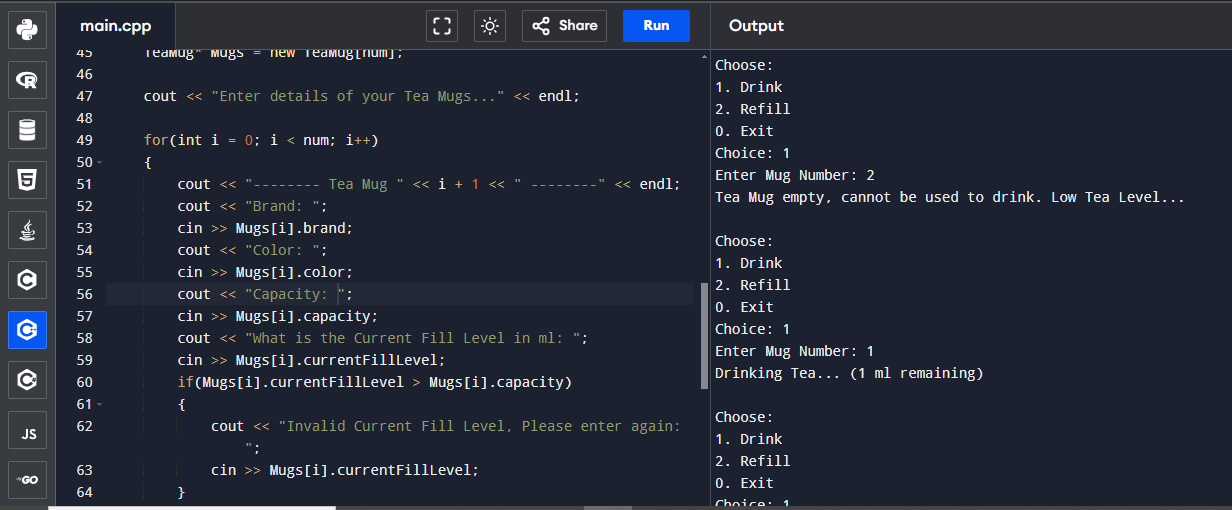 main.cpp
Share
Run
Output
45 TeaMug* Mugs = new TeaMug[num];
46
47 cout << "Enter details of your Tea Mugs..." << endl;
48
49 for(int i = 0; i < num; i++)
50 {
51 cout << "-------- Tea Mug " << i + 1 << " --------" << endl;
52 cout << "Brand: ";
53 cin >> Mugs[i].brand;
54 cout << "Color: ";
55 cin >> Mugs[i].color;
56 cout << "Capacity: ";
57 cin >> Mugs[i].capacity;
58 cout << "What is the Current Fill Level in ml: ";
59 cin >> Mugs[i].currentFillLevel;
60 if(Mugs[i].currentFillLevel > Mugs[i].capacity)
61 {
62 cout << "Invalid Current Fill Level, Please enter again:
";
63 cin >> Mugs[i].currentFillLevel;
64 }
Choose:
1. Drink
2. Refill
0. Exit
Choice: 1
Enter Mug Number: 2
Tea Mug empty, cannot be used to drink. Low Tea Level...
Choose:
1. Drink
2. Refill
0. Exit
Choice: 1
Enter Mug Number: 1
Drinking Tea... (1 ml remaining)
Choose:
1. Drink
2. Refill
0. Exit
Choice: 1
R
5
C
C
C
JS
GO